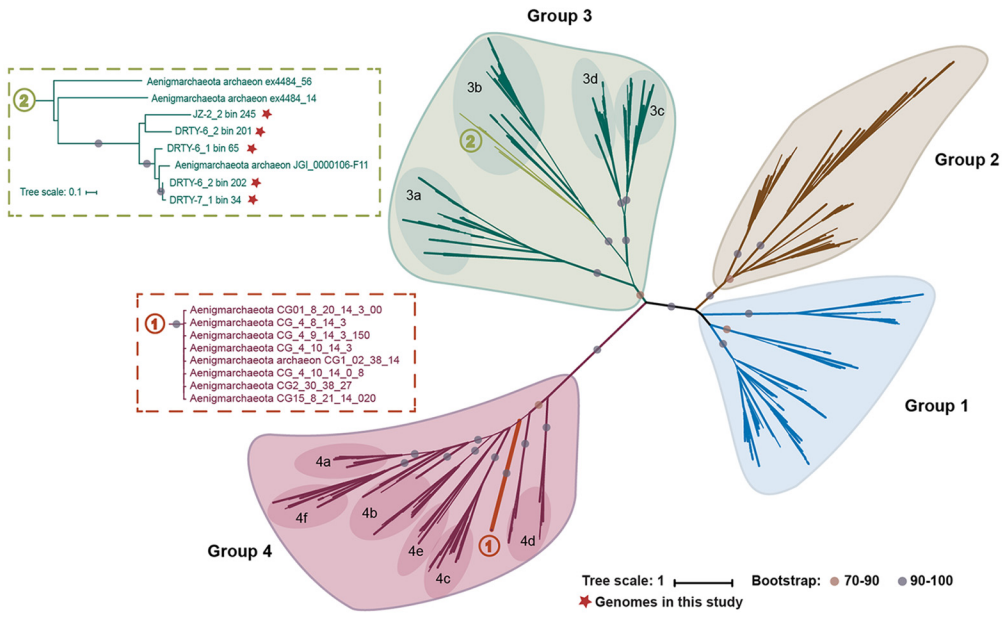 Group 3
Aenigmarchaeota archaeon ex4484_56
2
Aenigmarchaeota archaeon ex4484_14
JZ-2_2 bin 245
DRTY-6_2 bin 201
DRTY-6_1 bin 65
Aenigmarchaeota archaeon JGI_0000106-F11
DRTY-6_2 bin 202
DRTY-7_1 bin 34
Tree scale: 0.1
3b
3d
3c
2
3a
Group 2
1
Aenigmarchaeota CG01_8_20_14_3_00
Aenigmarchaeota CG_4_8_14_3
Aenigmarchaeota CG_4_9_14_3_150
Aenigmarchaeota CG_4_10_14_3
Aenigmarchaeota archaeon CG1_02_38_14
Aenigmarchaeota CG_4_10_14_0_8
Aenigmarchaeota CG2_30_38_27
Aenigmarchaeota CG15_8_21_14_020
Group 1
4a
4f
4b
4e
4c
1
4d
Group 4
Tree scale: 1
Bootstrap: 70-90 90-100
Genomes in this study